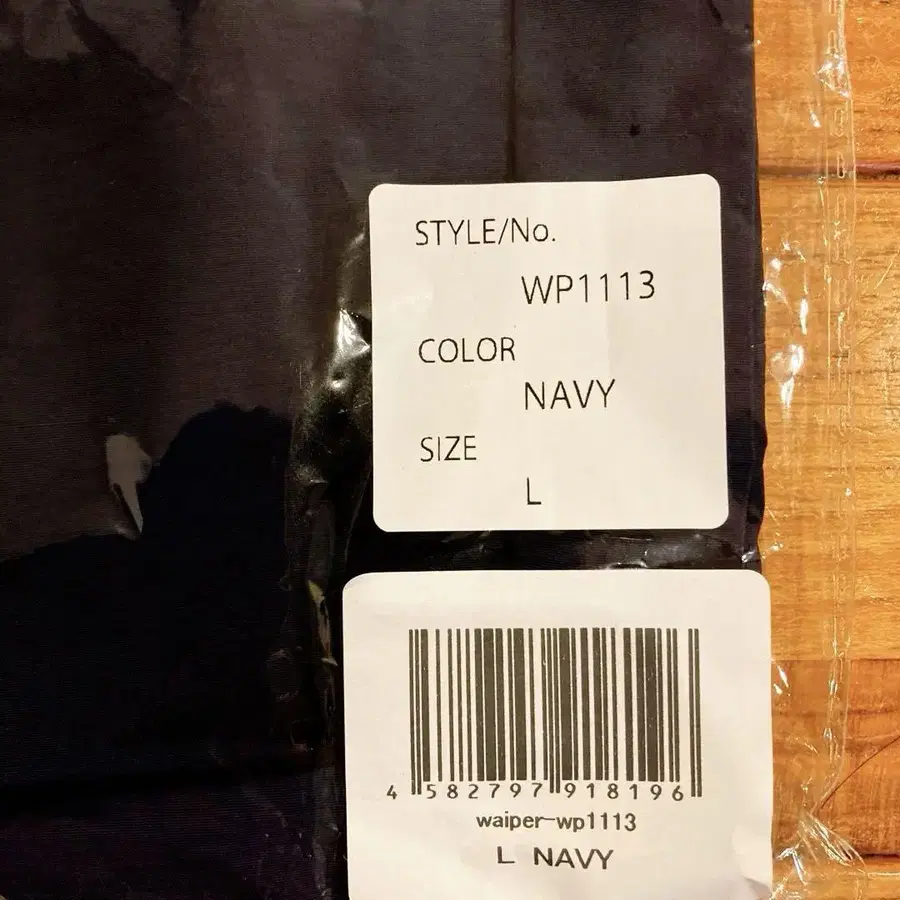 STYLE/No.
WP1113
COLOR
NAVY
SIZE
L
4 582797 918196
waiper-wp1113
L NAVY